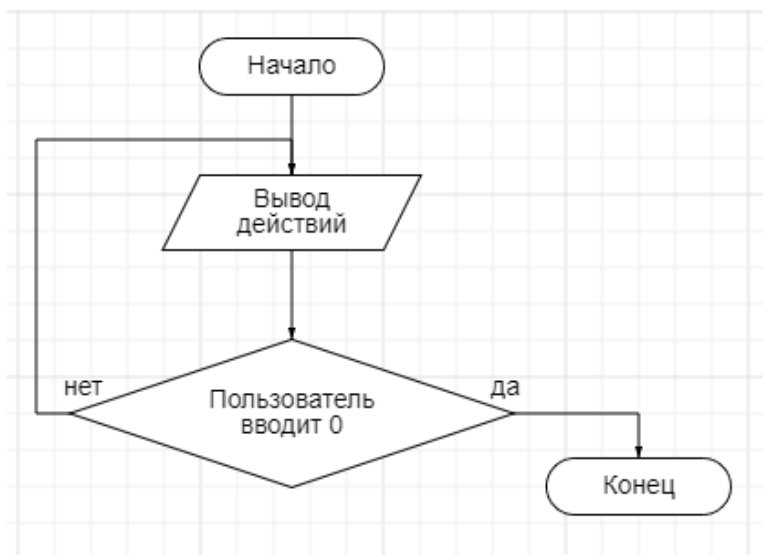 Начало
Вывод
действий
нет
Пользователь
вводит 0
да
Конец